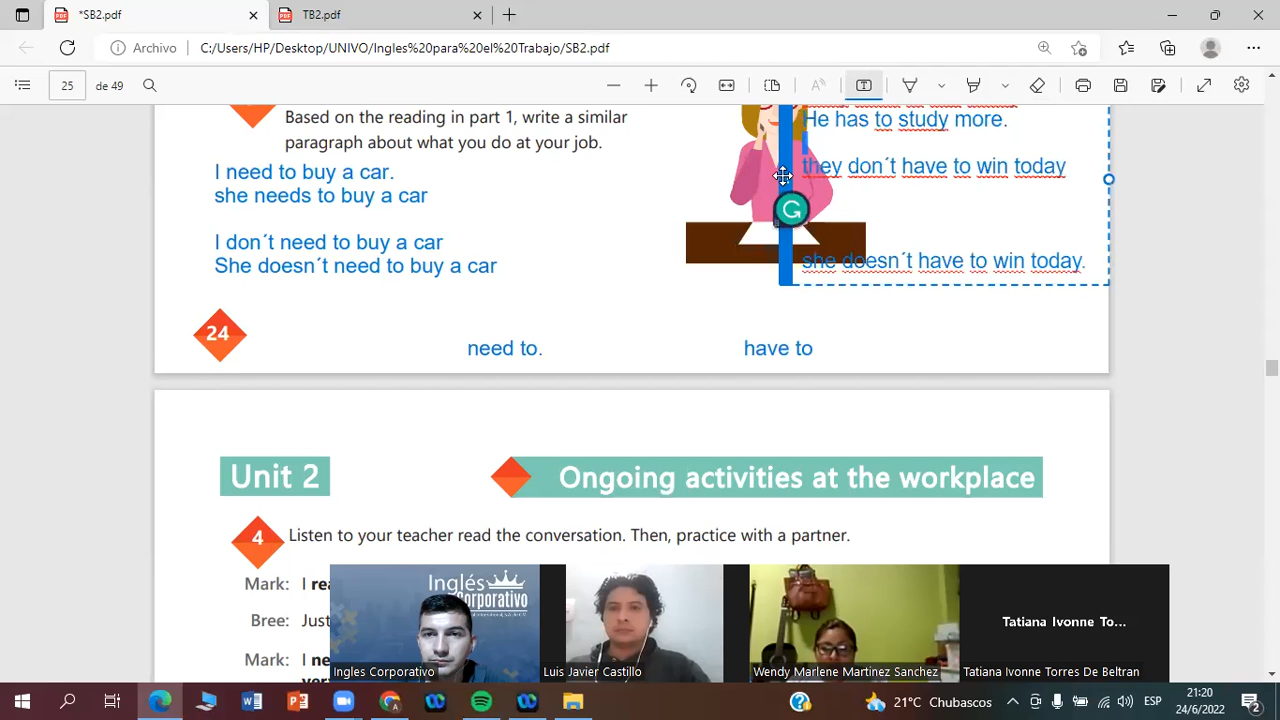 *SB2.pdf
TB2.pdf
Archivo
C:/Users/HP/Desktop/UNIVO/Ingles%20para%20el%20Trabajo/SB2.pdf
25
de 49
Based on the reading in part 1, write a similar
paragraph about what you do at your job.
He has to study more.
I need to buy a car.
she needs to buy a car
they don´t have to win today
I don´t need to buy a car
She doesn´t need to buy a car
she doesn´t have to win today.
24
need to.
have to
Unit 2
Ongoing activities at the workplace
4
Listen to your teacher read the conversation. Then, practice with a partner.
Mark: I
Bree: Just
Mark: I
Inglés
Corporativo
Tatiana Ivonne To...
Ingles Corporativo
Luis Javier Castillo
Wendy Marlene Martinez Sanchez
Tatiana Ivonne Torres De Beltran
21°C Chubascos
ESP
21:20
24/6/2022
2